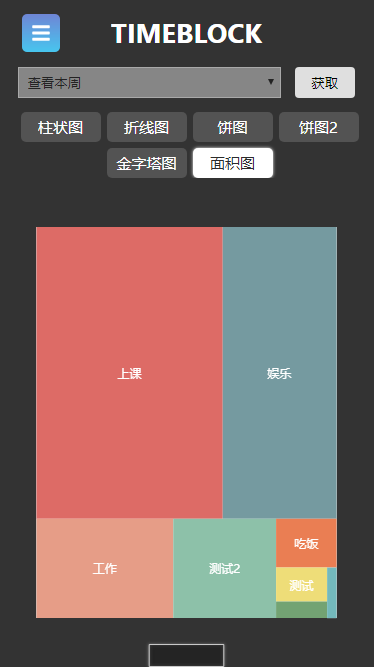 TIMEBLOCK
查看本周
获取
柱状图 折线图 饼图 饼图2
金字塔图 面积图
上课
娱乐
工作
测试2
吃饭
测试